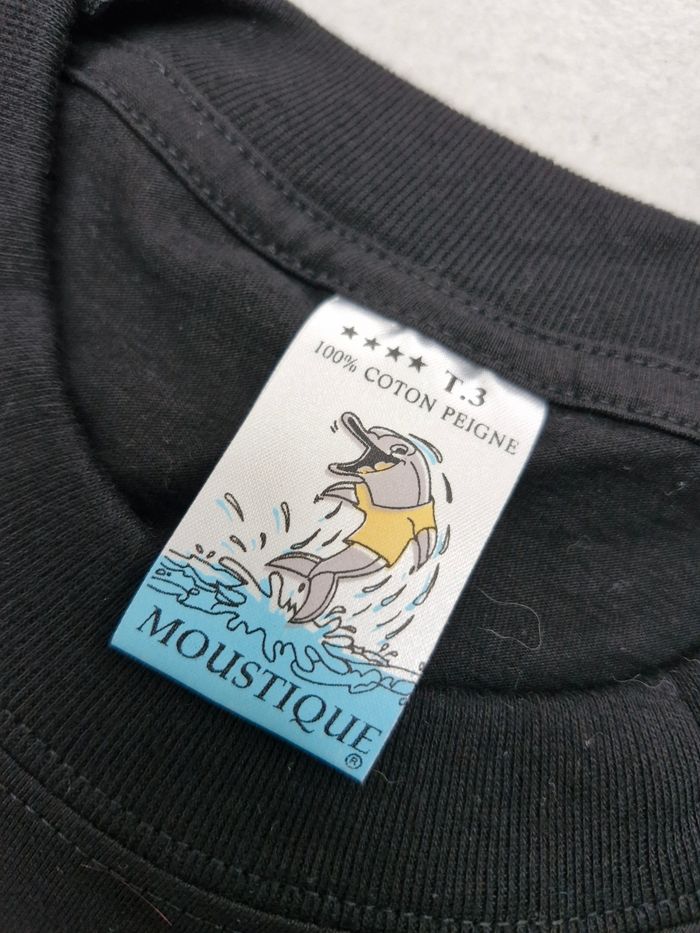 ★★★★ T.3
100% COTON PEIGNE
MOUSTIQUE
®